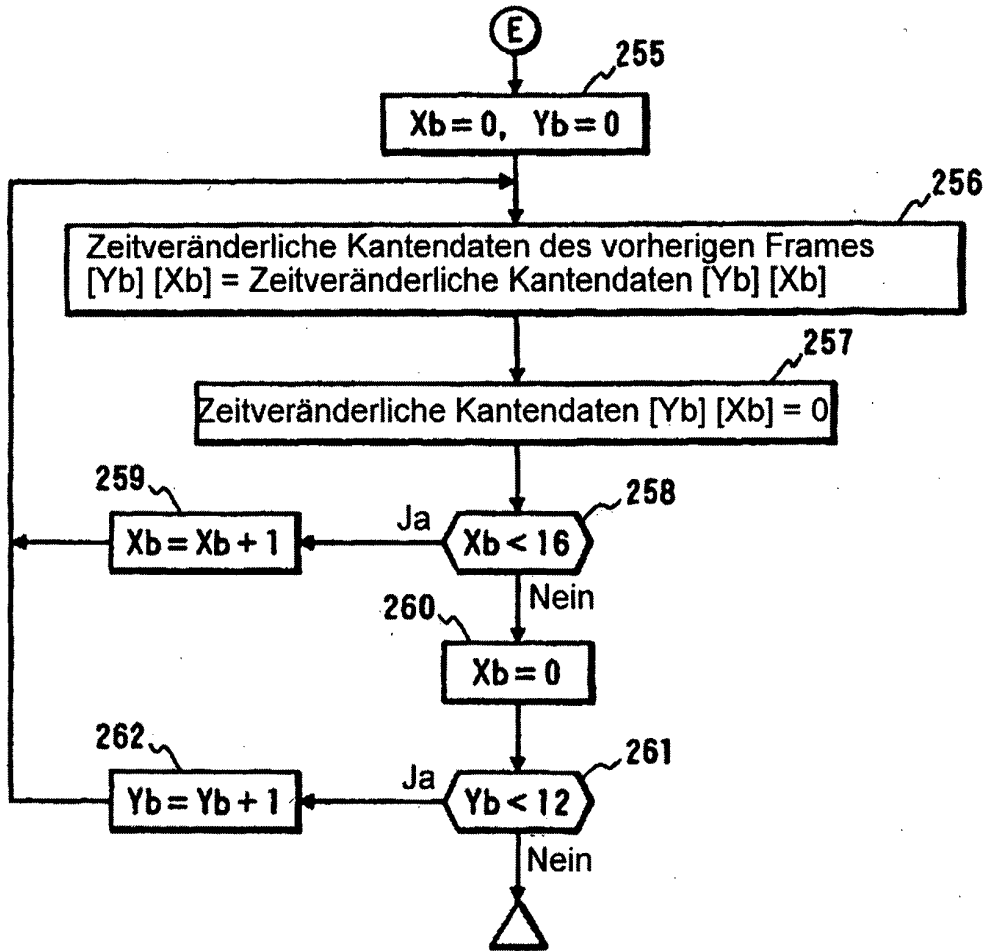 E
255
Xb=0, Yb=0
256
Zeitveränderliche Kantendaten des vorherigen Frames
[Yb] [Xb] = Zeitveränderliche Kantendaten [Yb] [Xb]
257
Zeitveränderliche Kantendaten [Yb] [Xb] = 0
259
258
Xb=Xb+1
Ja
Xb<16
Nein
260
Xb=0
262
261
Yb=Yb+1
Ja
Yb<12
Nein